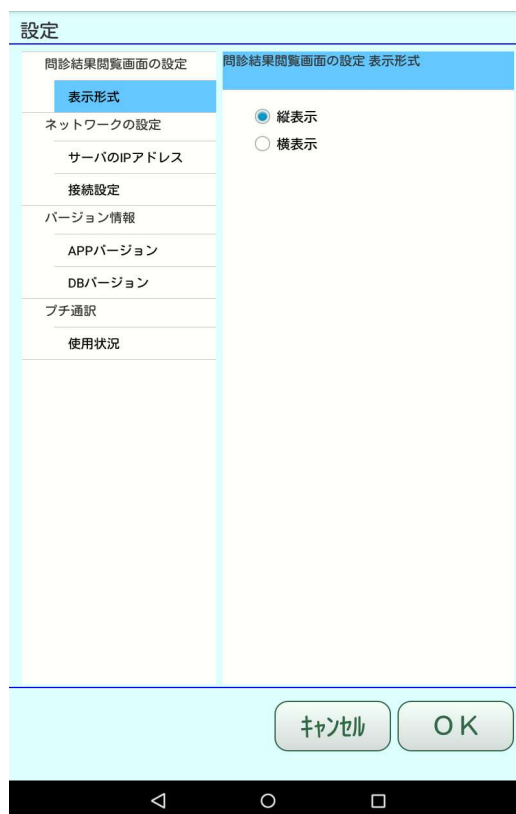 設定
問診結果閲覧画面の設定
表示形式
ネットワークの設定
サーバのIPアドレス
接続設定
バージョン情報
APPバージョン
DBバージョン
プチ通訳
使用状況
問診結果閲覧画面の設定 表示形式
縦表示
横表示
キャンセル
OK